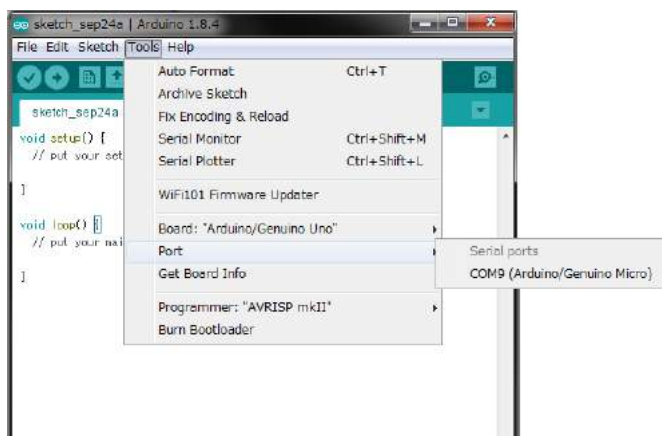 sketch_sep24a | Arduino 1.8.4
File Edit Sketch Tools Help
sketch_sep24a
void setup() {
// put your set
}
void loop() {
// put your mai
}
Auto Format Ctrl+T
Archive Sketch
Fix Encoding & Reload
Serial Monitor Ctrl+Shift+M
Serial Plotter Ctrl+Shift+L
WiFi101 Firmware Updater
Board: "Arduino/Genuino Uno"
Port
Get Board Info
Programmer: "AVRISP mkII"
Burn Bootloader
Serial ports
COM9 (Arduino/Genuino Micro)